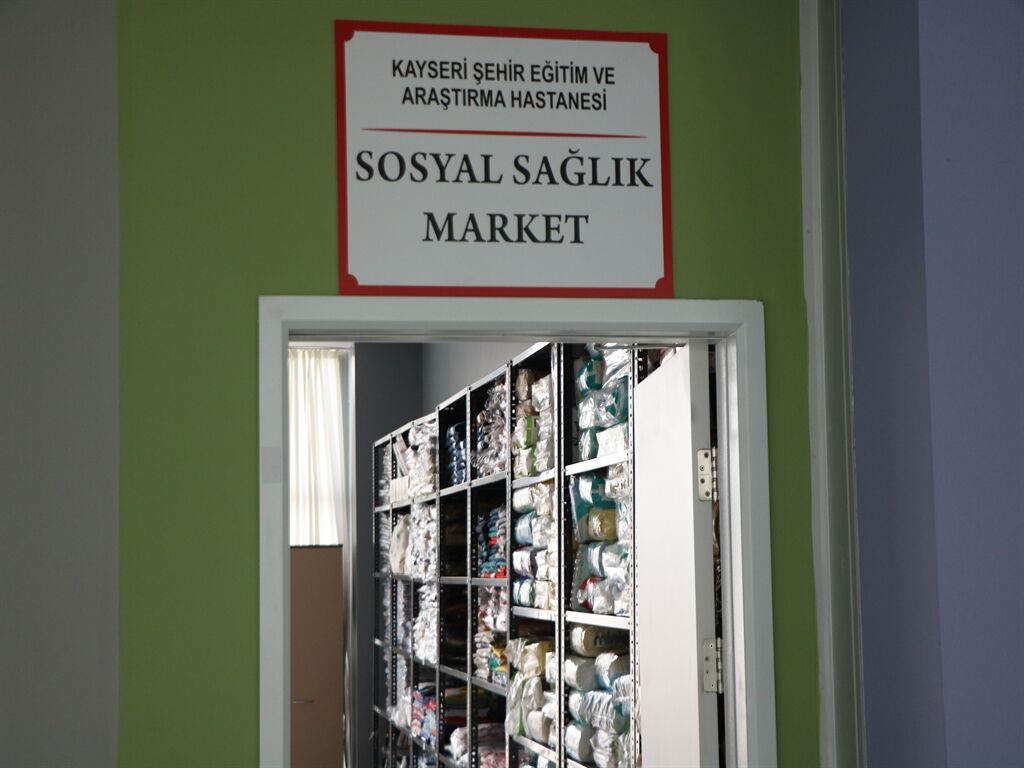 KAYSERİ ŞEHİR EĞİTİM VE
ARAŞTIRMA HASTANESİ
SOSYAL SAĞLIK
MARKET